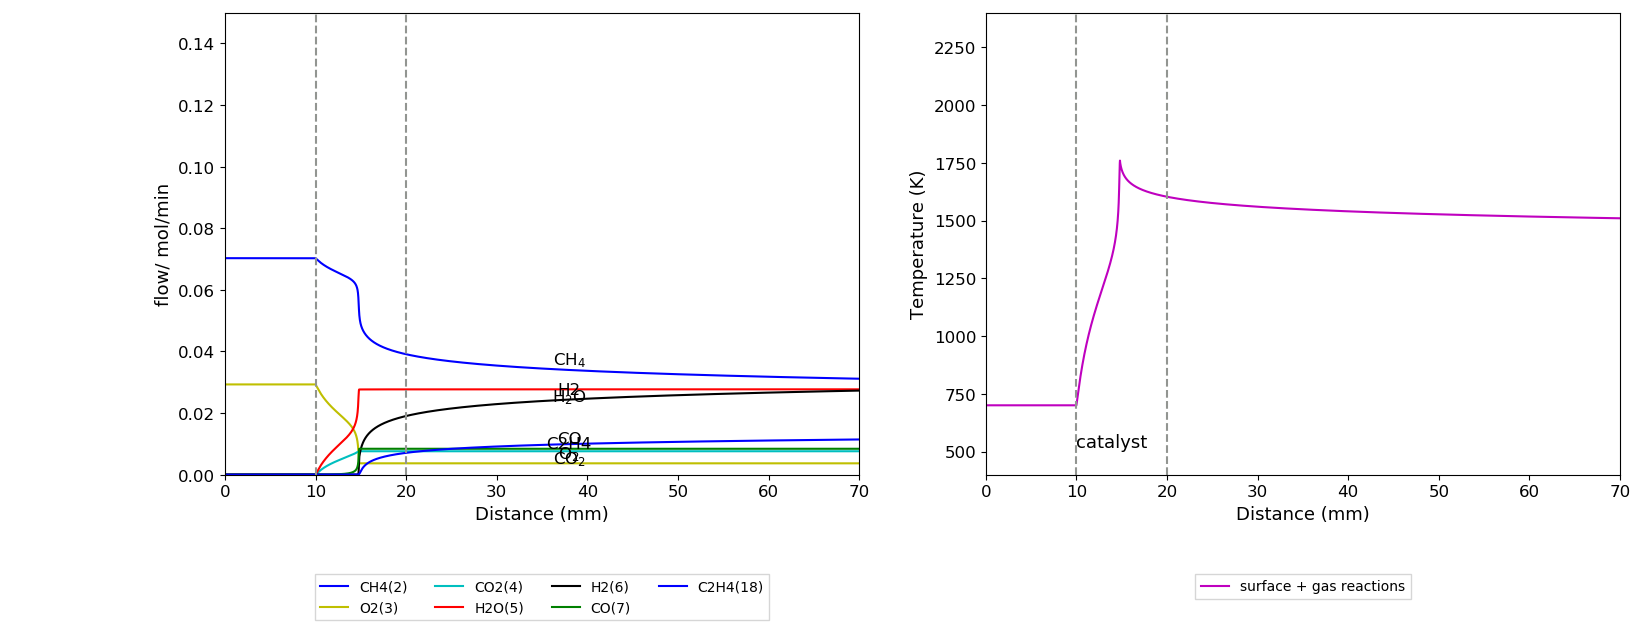 0.14
0.12
0.10
0.08
0.06
0.04
0.02
0.00
flow/ mol/min
CH4
H2
H2O
CO
C2H4
O2
CO2
0 10 20 30 40 50 60 70
Distance (mm)
CH4(2) CO2(4) H2(6) C2H4(18)
O2(3) H2O(5) CO(7)
2250
2000
1750
1500
1250
1000
750
500
Temperature (K)
catalyst
0 10 20 30 40 50 60 70
Distance (mm)
surface + gas reactions